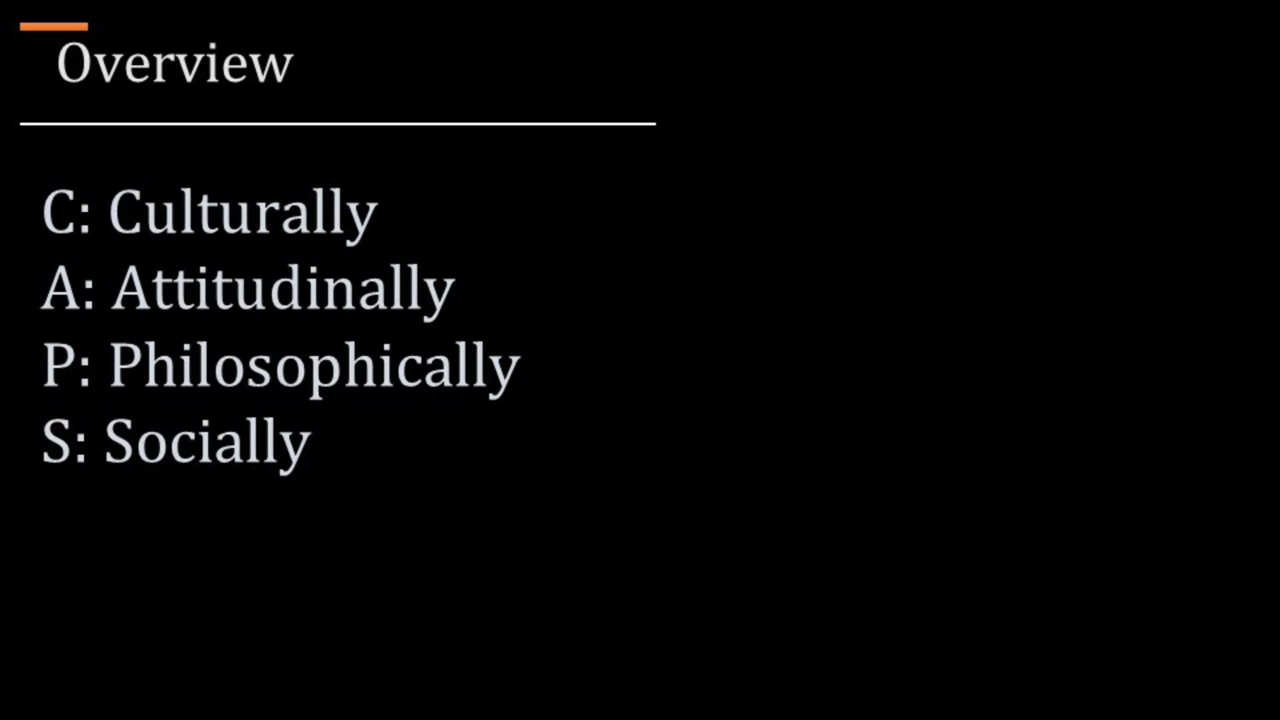 Overview
C: Culturally
A: Attitudinally
P: Philosophically
S: Socially